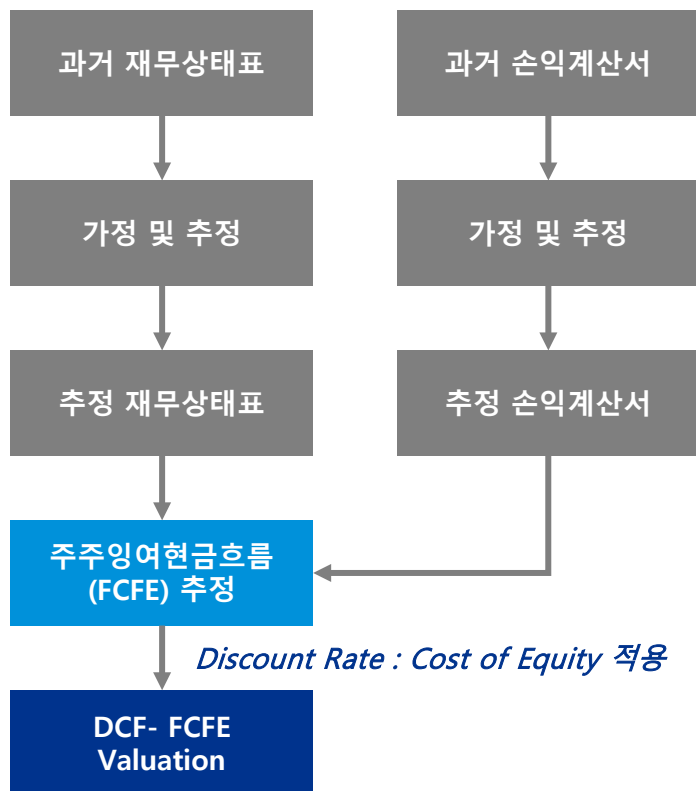 과거 재무상태표
과거 손익계산서
가정 및 추정
가정 및 추정
추정 재무상태표
추정 손익계산서
주주잉여현금흐름
(FCFE) 추정
Discount Rate : Cost of Equity 적용
DCF- FCFE
Valuation